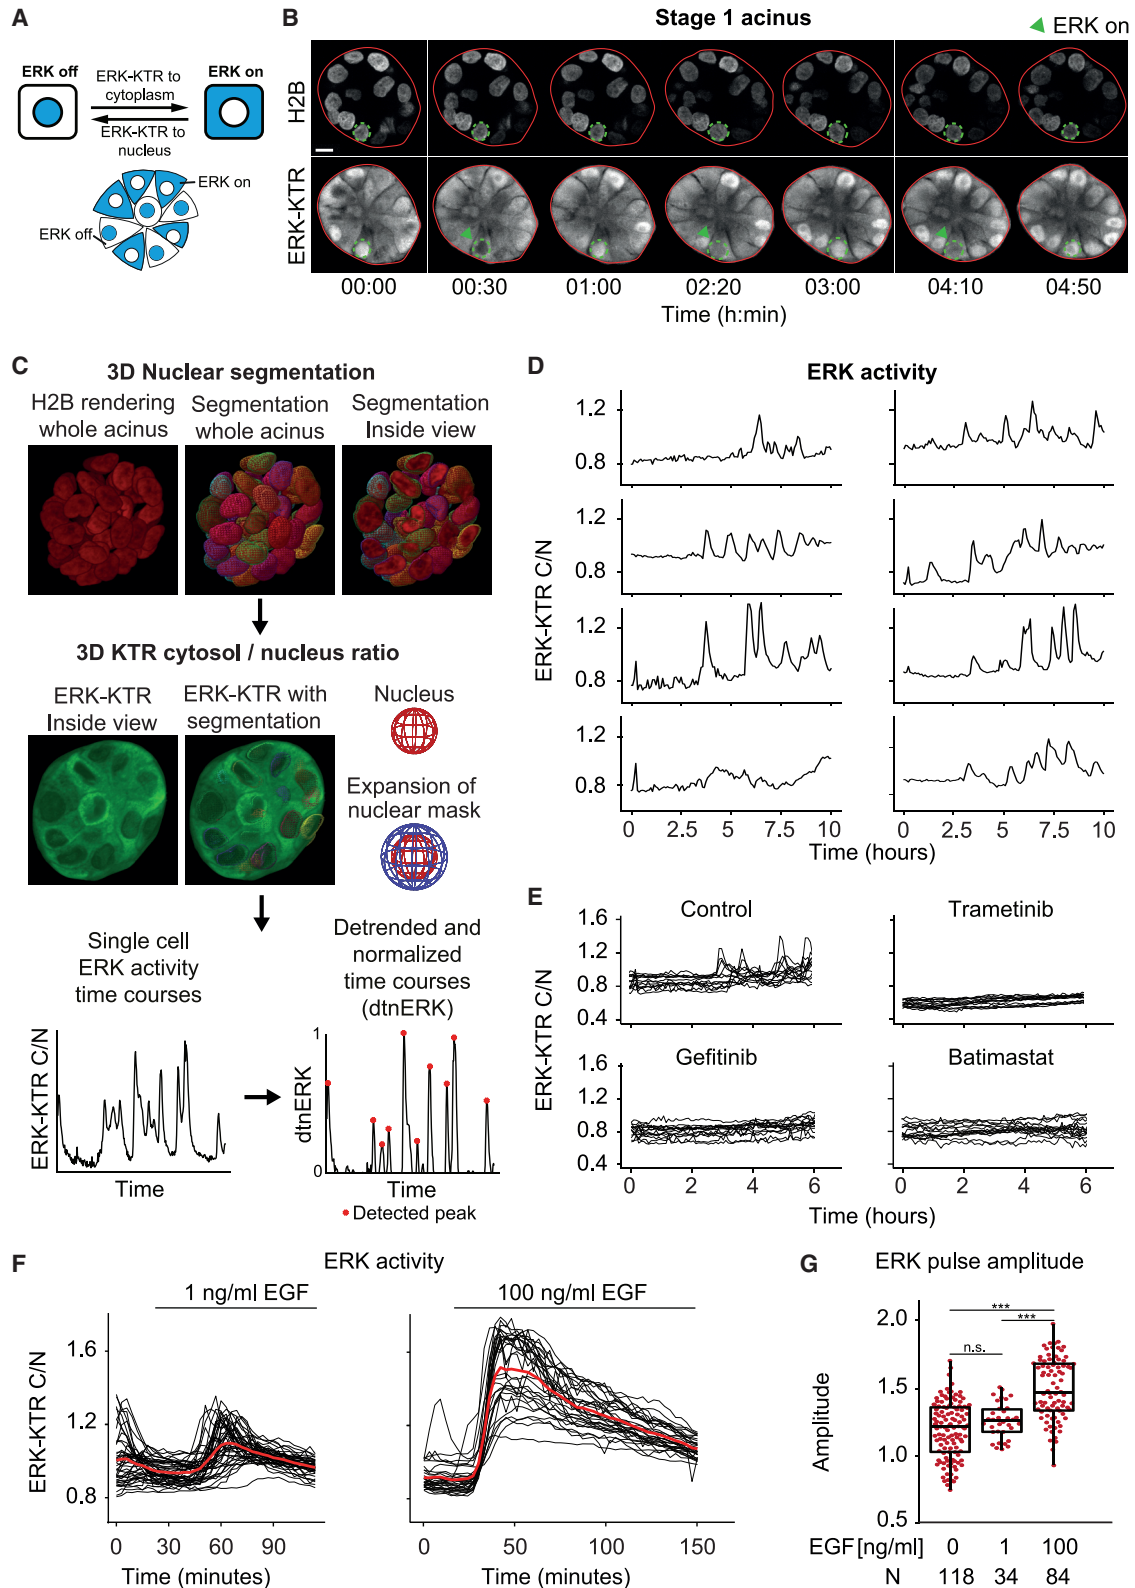 A
ERK off
ERK-KTR to
cytoplasm
ERK on
ERK-KTR to
nucleus
ERK on
ERK off
B
Stage 1 acinus
ERK on
H2B
ERK-KTR
00:00 00:30 01:00 02:20 03:00 04:10 04:50
Time (h:min)
C
3D Nuclear segmentation
H2B rendering
whole acinus
Segmentation
whole acinus
Segmentation
Inside view
3D KTR cytosol / nucleus ratio
ERK-KTR
Inside view
ERK-KTR with
segmentation
Nucleus
Expansion of
nuclear mask
Single cell
ERK activity
time courses
Detrended and
normalized
time courses
(dtnERK)
ERK-KTR C/N
Time
1
dtnERK
0
Time
Detected peak
D
ERK activity
1.2
0.8
1.2
0.8
ERK-KTR C/N
1.2
0.8
1.2
0.8
0 2.5 5 7.5 10
0 2.5 5 7.5 10
Time (hours)
Time (hours)
E
Control
Trametinib
1.6
1.2
0.8
0.4
ERK-KTR C/N
Gefitinib
Batimastat
1.6
1.2
0.8
0.4
0 2 4 6
0 2 4 6
Time (hours)
Time (hours)
F
ERK activity
1 ng/ml EGF
100 ng/ml EGF
ERK-KTR C/N
1.6
1.2
0.8
0 30 60 90
0 50 100 150
Time (minutes)
Time (minutes)
G
ERK pulse amplitude
2.0
1.5
1.0
0.5
Amplitude
***
***
n.s.
EGF[ng/ml] 0 1 100
N 118 34 84